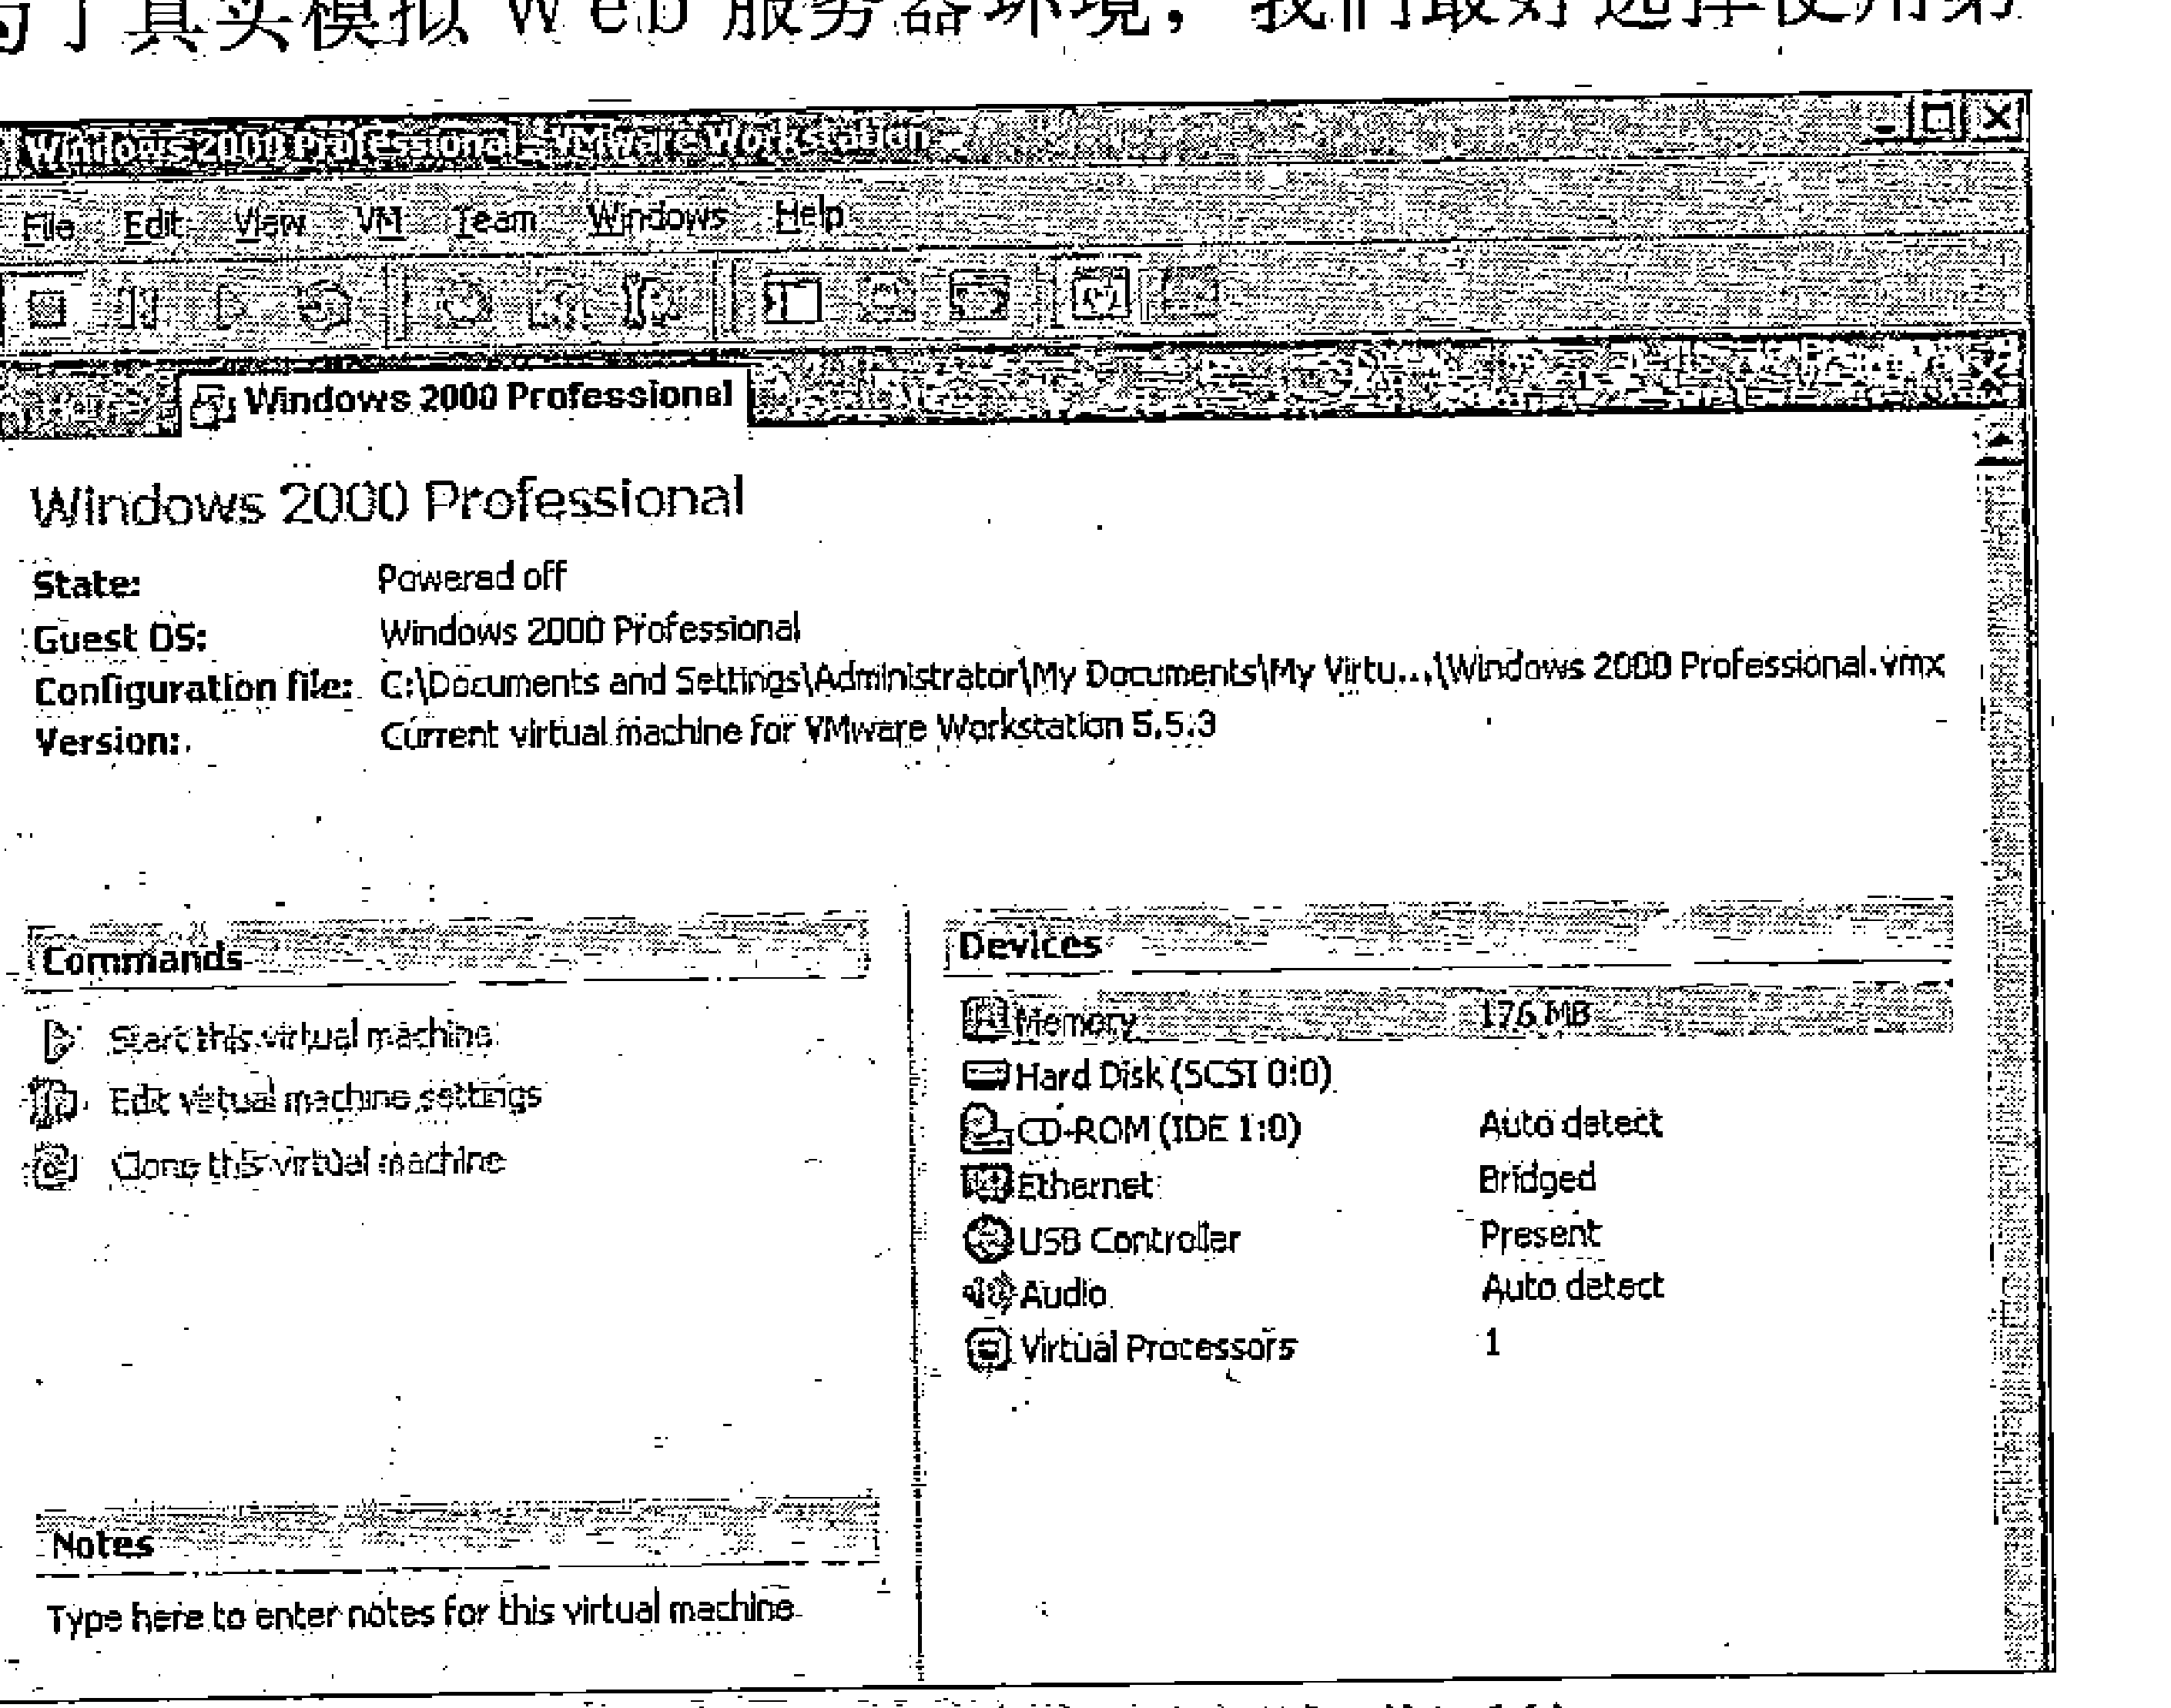 为了真实模拟 Web 服务器环境，我们最好选择使用第
Windows 2000 Professional - VMware Workstation
File Edit View VM Team Windows Help
Windows 2000 Professional
Windows 2000 Professional
State: Powered off
Guest OS: Windows 2000 Professional
Configuration file: C:\Documents and Settings\Administrator\My Documents\My Virtu...\Windows 2000 Professional.vmx
Version: Current virtual machine for VMware Workstation 5.5.3
Commands
Start this virtual machine
Edit virtual machine settings
Clone this virtual machine
Notes
Type here to enter notes for this virtual machine
Devices
Memory 176 MB
Hard Disk (SCSI 0:0)
CD-ROM (IDE 1:0) Auto detect
Ethernet Bridged
USB Controller Present
Audio Auto detect
Virtual Processors 1